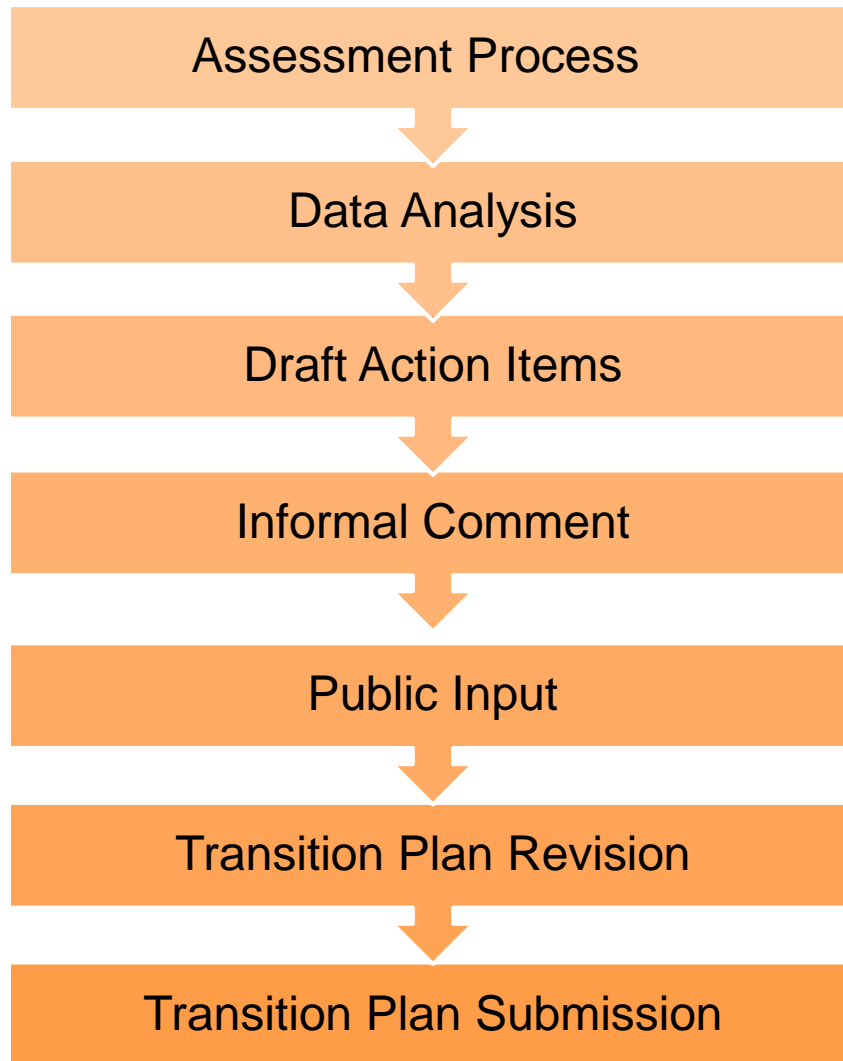 Assessment Process
Data Analysis
Draft Action Items
Informal Comment
Public Input
Transition Plan Revision
Transition Plan Submission